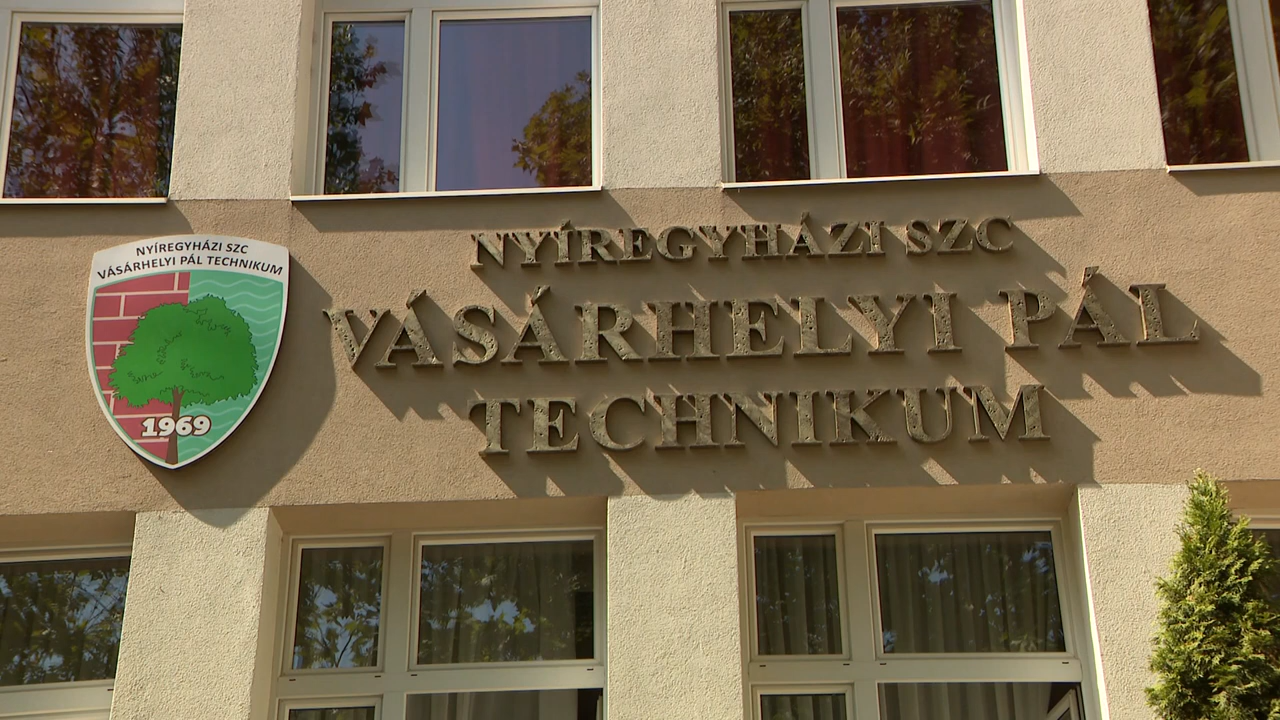 NYÍREGYHÁZI SZC
VÁSÁRHELYI PÁL TECHNIKUM
1969
NYÍREGYHÁZI SZC
VÁSÁRHELYI PÁL
TECHNIKUM